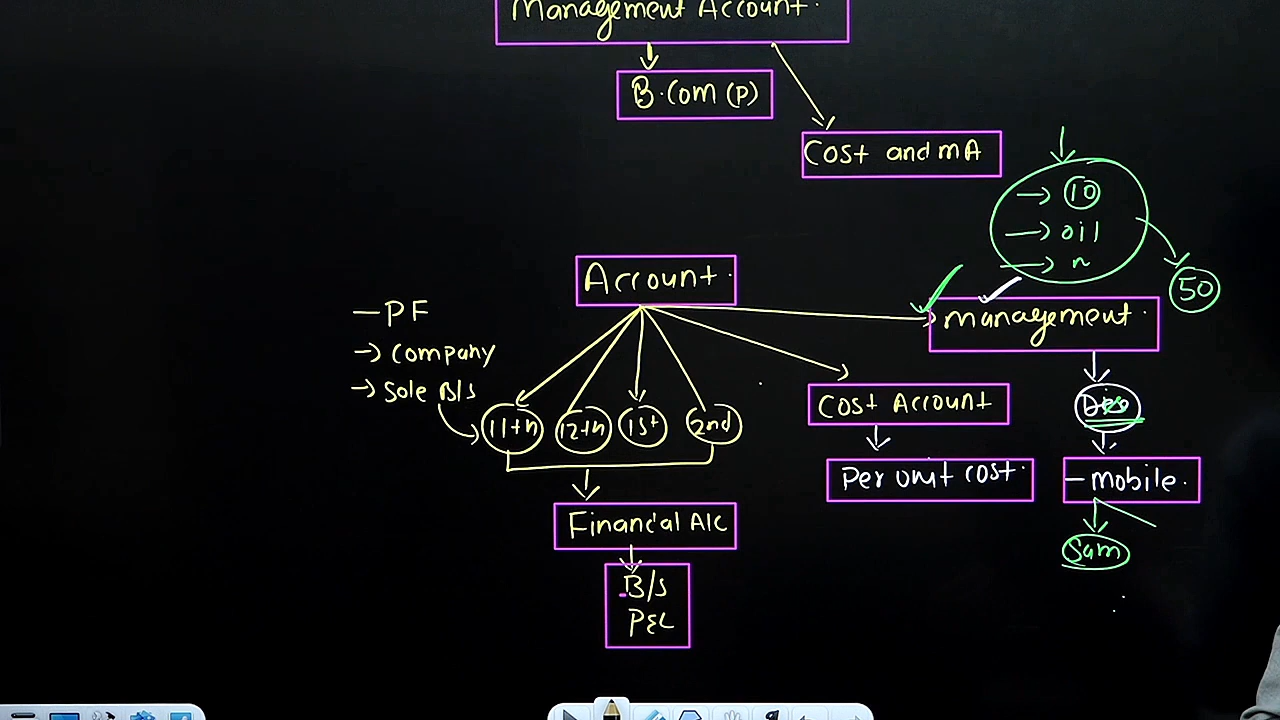 Management Account.
B.Com (P)
Cost and mA
10
oil
n
50
Account.
management.
- PF
Company
Sole B/s
11th
12th
1st
2nd
Cost Account
Per unit cost.
- mobile.
Sam
Financial A/c
B/s
P&L